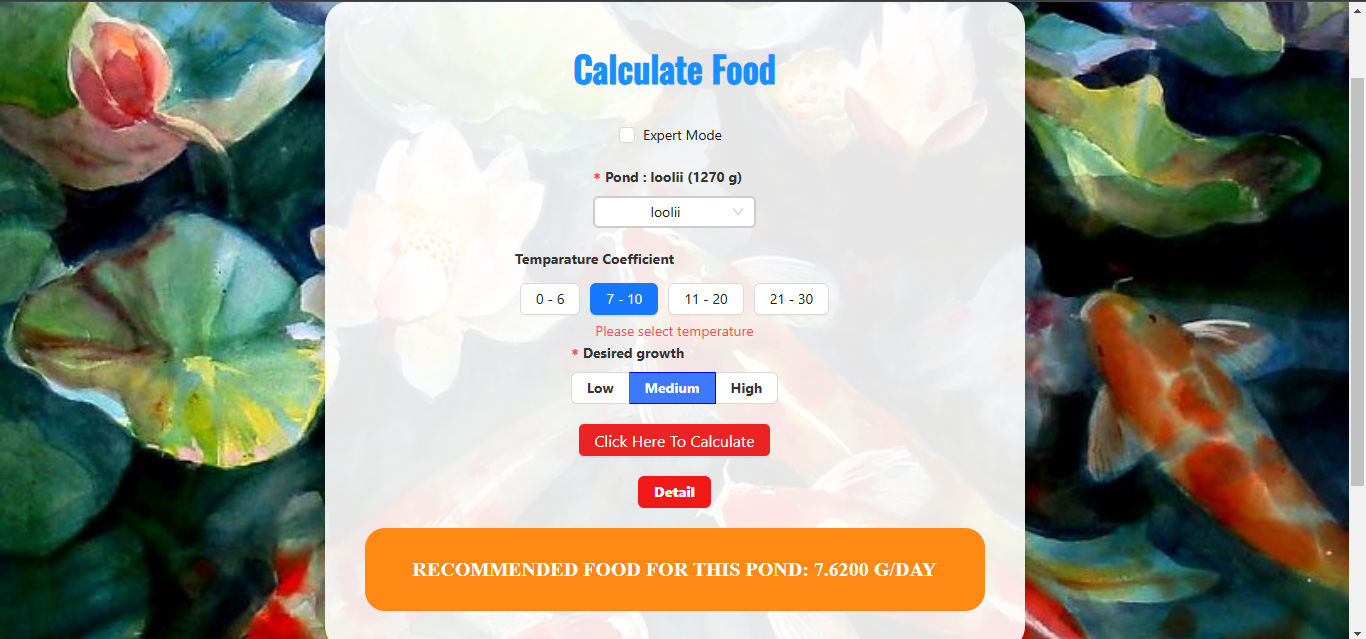 Calculate Food
Expert Mode
* Pond : loolii (1270 g)
loolii
Temparature Coefficient
0 - 6 7 - 10 11 - 20 21 - 30
Please select temperature
* Desired growth
Low Medium High
Click Here To Calculate
Detail
RECOMMENDED FOOD FOR THIS POND: 7.6200 G/DAY